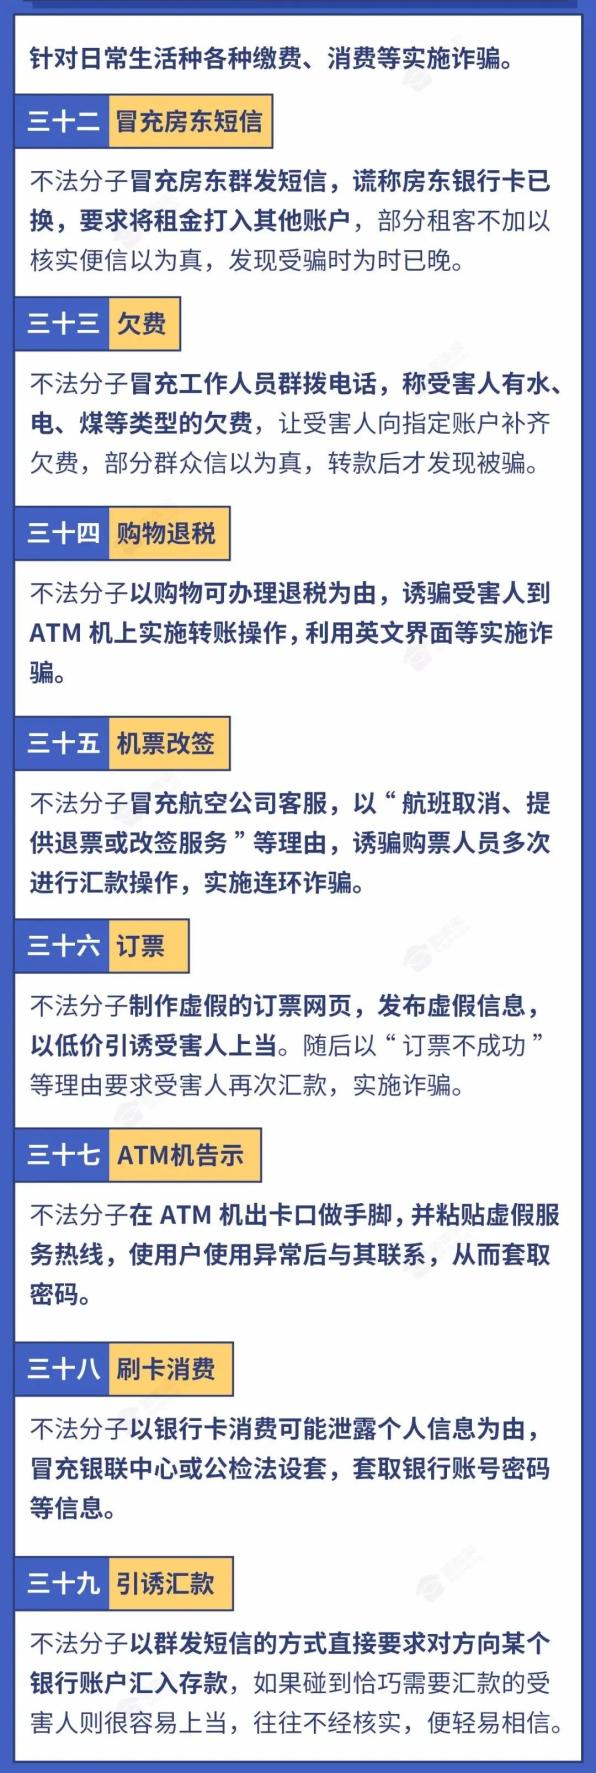 针对日常生活种各种缴费、消费等实施诈骗。
三十二 冒充房东短信
不法分子冒充房东群发短信，谎称房东银行卡已
换，要求将租金打入其他账户，部分租客不加以
核实便信以为真，发现受骗时为时已晚。
三十三 欠费
不法分子冒充工作人员群拨电话，称受害人有水、
电、煤等类型的欠费，让受害人向指定账户补齐
欠费，部分群众信以为真，转款后才发现被骗。
三十四 购物退税
不法分子以购物可办理退税为由，诱骗受害人到
ATM 机上实施转账操作，利用英文界面等实施诈
骗。
三十五 机票改签
不法分子冒充航空公司客服，以“航班取消、提
供退票或改签服务”等理由，诱骗购票人员多次
进行汇款操作，实施连环诈骗。
三十六 订票
不法分子制作虚假的订票网页，发布虚假信息，
以低价引诱受害人上当。随后以“订票不成功”
等理由要求受害人再次汇款，实施诈骗。
三十七 ATM机告示
不法分子在 ATM 机出卡口做手脚，并粘贴虚假服
务热线，使用户使用异常后与其联系，从而套取
密码。
三十八 刷卡消费
不法分子以银行卡消费可能泄露个人信息为由，
冒充银联中心或公检法设套，套取银行账号密码
等信息。
三十九 引诱汇款
不法分子以群发短信的方式直接要求对方向某个
银行账户汇入存款，如果碰到恰巧需要汇款的受
害人则很容易上当，往往不经核实，便轻易相信。